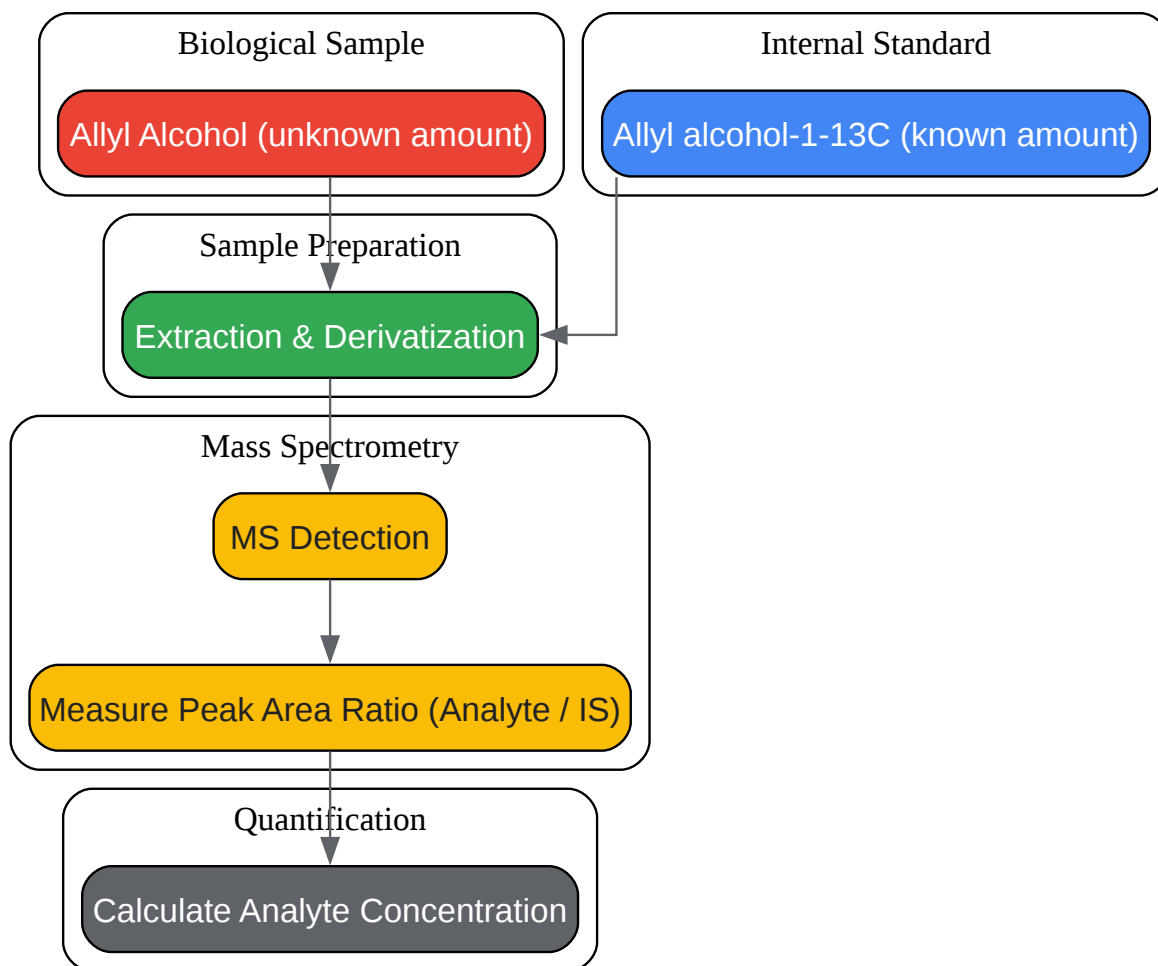 Biological Sample
Internal Standard
Allyl Alcohol (unknown amount)
Allyl alcohol-1-13C (known amount)
Sample Preparation
Extraction & Derivatization
Mass Spectrometry
MS Detection
Measure Peak Area Ratio (Analyte / IS)
Quantification
Calculate Analyte Concentration